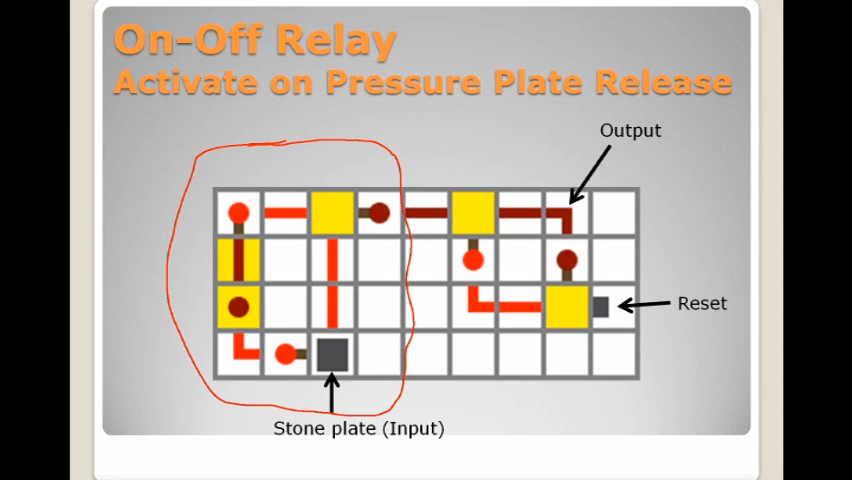 On-Off Relay
Activate on Pressure Plate Release
Output
Reset
Stone plate (Input)